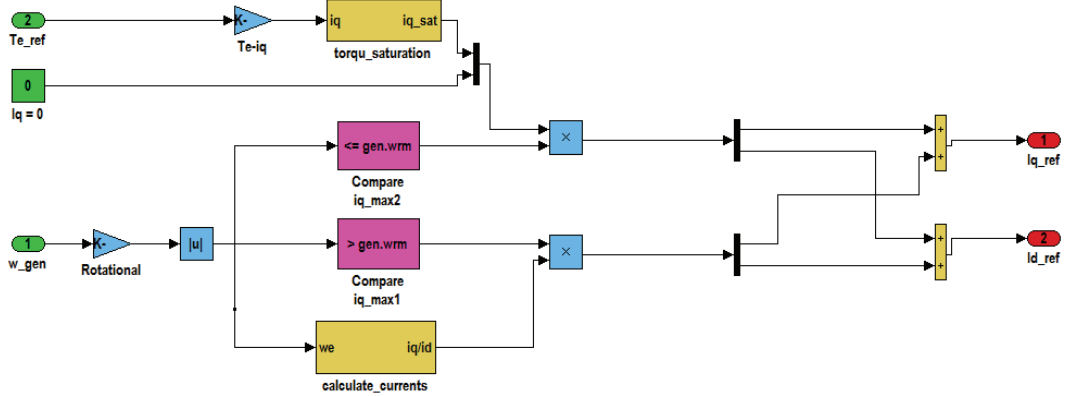 2
Te_ref
K-
Te-iq
iq iq_sat
torqu_saturation
0
Iq = 0
<= gen.wrm
Compare
iq_max2
×
1
w_gen
K-
Rotational
|u|
> gen.wrm
Compare
iq_max1
×
we iq/id
calculate_currents
+
+
1
Iq_ref
+
+
2
Id_ref